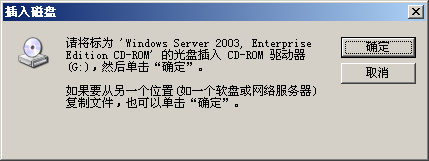 插入磁盘
请将标为 'Windows Server 2003, Enterprise
Edition CD-ROM' 的光盘插入 CD-ROM 驱动器
(G:)，然后单击“确定”。
如果要从另一个位置(如一个软盘或网络服务器)
复制文件，也可以单击“确定”。
确定
取消